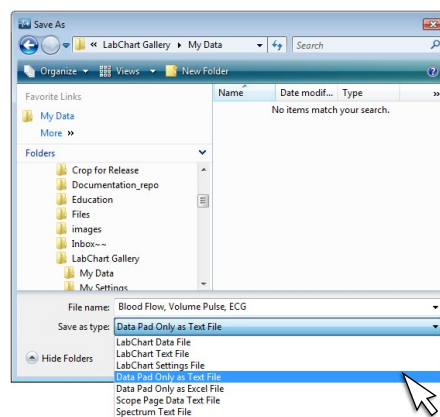 Save As
« LabChart Gallery ▸ My Data
Search
Organize
Views
New Folder
Favorite Links
My Data
More »
Folders
Crop for Release
Documentation_repo
Education
Files
images
Inbox~~
LabChart Gallery
My Data
My Settings
Name Date modif... Type »
No items match your search.
File name: Blood Flow, Volume Pulse, ECG
Save as type: Data Pad Only as Text File
Hide Folders
LabChart Data File
LabChart Text File
LabChart Settings File
Data Pad Only as Text File
Data Pad Only as Excel File
Scope Page Data Text File
Spectrum Text File